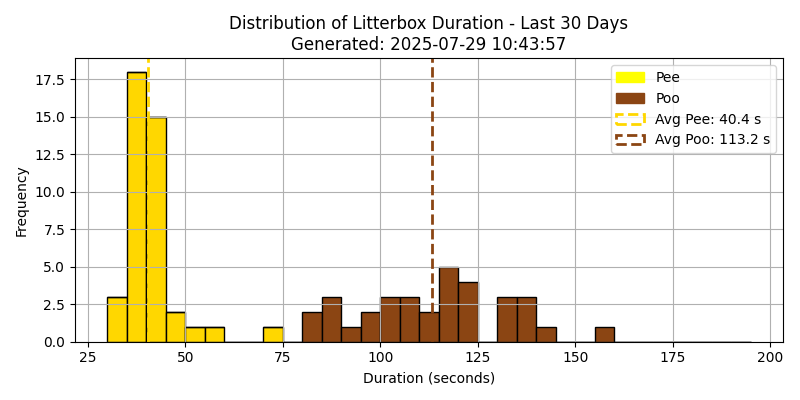 Distribution of Litterbox Duration - Last 30 Days
Generated: 2025-07-29 10:43:57
Pee
Poo
Avg Pee: 40.4 s
Avg Poo: 113.2 s
Frequency
17.5
15.0
12.5
10.0
7.5
5.0
2.5
0.0
25 50 75 100 125 150 175 200
Duration (seconds)